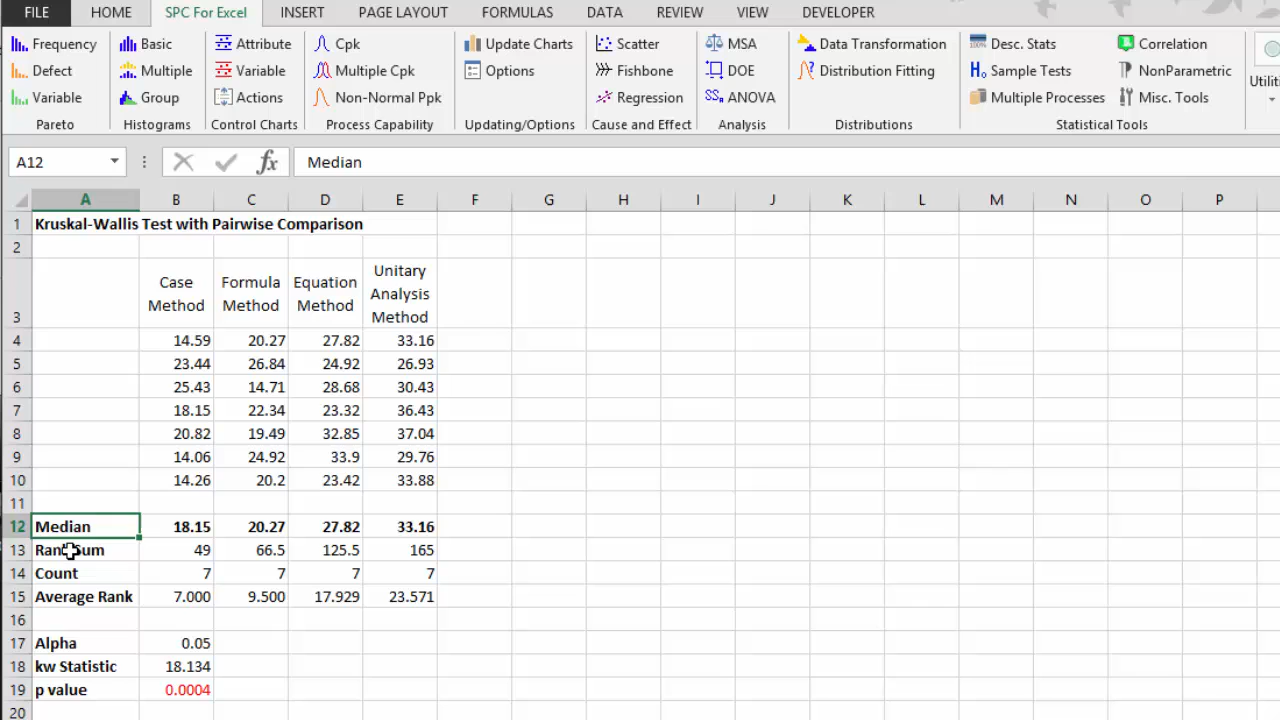 FILE HOME SPC For Excel INSERT PAGE LAYOUT FORMULAS DATA REVIEW VIEW DEVELOPER
Frequency Basic Attribute Cpk Update Charts Scatter MSA Data Transformation Desc. Stats Correlation
Defect Multiple Variable Multiple Cpk Options Fishbone DOE Distribution Fitting Sample Tests NonParametric
Variable Group Actions Non-Normal Ppk Regression ANOVA Multiple Processes Misc. Tools
Pareto Histograms Control Charts Process Capability Updating/Options Cause and Effect Analysis Distributions Statistical Tools
A12 fx Median
A B C D E F G H I J K L M N O P
1 Kruskal-Wallis Test with Pairwise Comparison
2
Unitary
Case Formula Equation Analysis
Method Method Method Method
3
4 14.59 20.27 27.82 33.16
5 23.44 26.84 24.92 26.93
6 25.43 14.71 28.68 30.43
7 18.15 22.34 23.32 36.43
8 20.82 19.49 32.85 37.04
9 14.06 24.92 33.9 29.76
10 14.26 20.2 23.42 33.88
11
12 Median 18.15 20.27 27.82 33.16
13 Rank Sum 49 66.5 125.5 165
14 Count 7 7 7 7
15 Average Rank 7.000 9.500 17.929 23.571
16
17 Alpha 0.05
18 kw Statistic 18.134
19 p value 0.0004
20